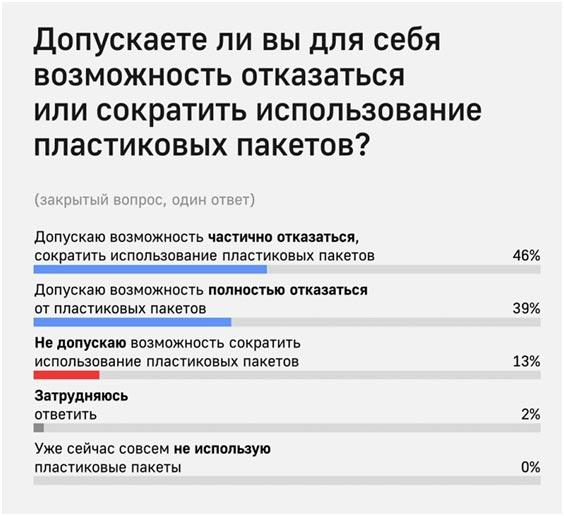 Допускаете ли вы для себя
возможность отказаться
или сократить использование
пластиковых пакетов?
(закрытый вопрос, один ответ)
Допускаю возможность частично отказаться,
сократить использование пластиковых пакетов 46%
Допускаю возможность полностью отказаться
от пластиковых пакетов 39%
Не допускаю возможность сократить
использование пластиковых пакетов 13%
Затрудняюсь
ответить 2%
Уже сейчас совсем не использую
пластиковые пакеты 0%